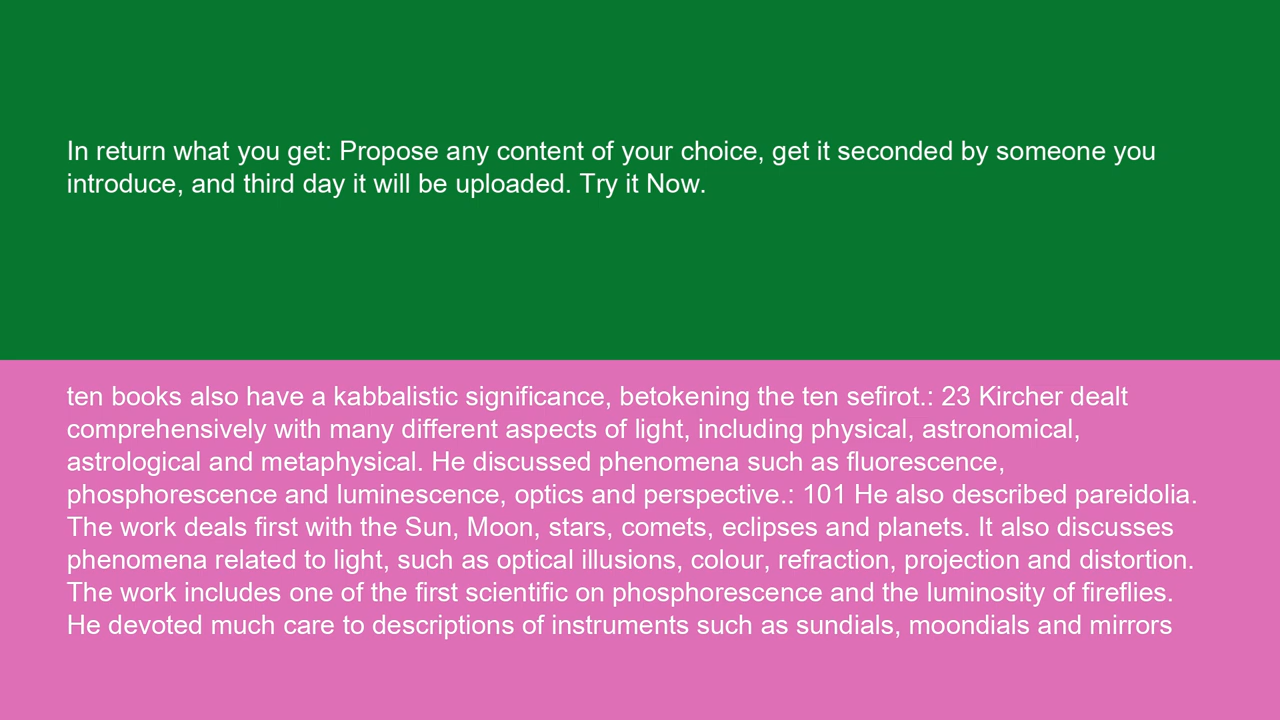 In return what you get: Propose any content of your choice, get it seconded by someone you
introduce, and third day it will be uploaded. Try it Now.
ten books also have a kabbalistic significance, betokening the ten sefirot.: 23 Kircher dealt
comprehensively with many different aspects of light, including physical, astronomical,
astrological and metaphysical. He discussed phenomena such as fluorescence,
phosphorescence and luminescence, optics and perspective.: 101 He also described pareidolia.
The work deals first with the Sun, Moon, stars, comets, eclipses and planets. It also discusses
phenomena related to light, such as optical illusions, colour, refraction, projection and distortion.
The work includes one of the first scientific on phosphorescence and the luminosity of fireflies.
He devoted much care to descriptions of instruments such as sundials, moondials and mirrors